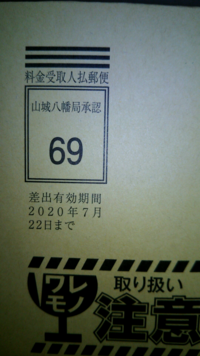 料金受取人払郵便
山城八幡局承認
69
差出有効期間
2020年7月
22日まで
ワレモノ
取り扱い
注意